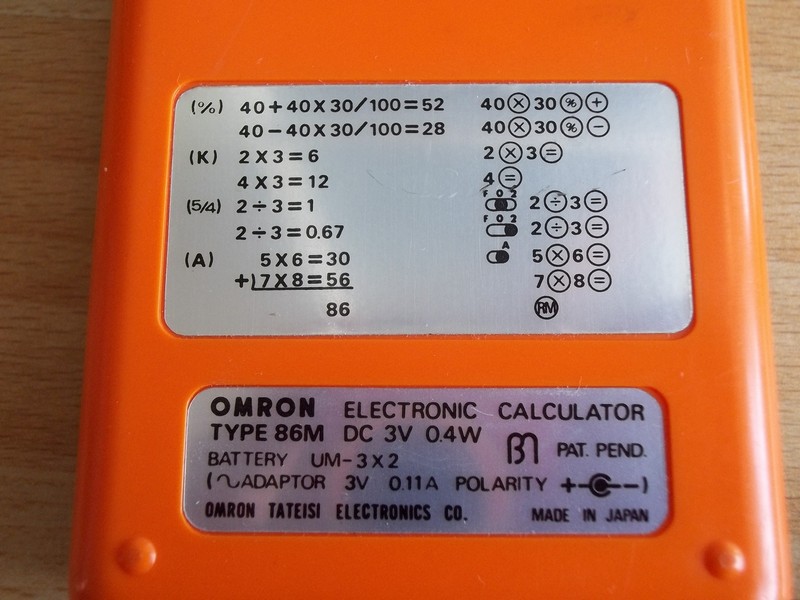 (%) 40+40X30/100=52 40⊗30%+
40-40X30/100=28 40⊗30%-
(K) 2X3=6 2⊗3=
4X3=12 4=
F O 2
(5/4) 2÷3=1 2÷3=
F O 2
2÷3=0.67 2÷3=
A
(A) 5X6=30 5⊗6=
+)7X8=56 7⊗8=
86 RM
OMRON ELECTRONIC CALCULATOR
TYPE 86M DC 3V 0.4W
BATTERY UM-3X2 PAT. PEND.
(∿ADAPTOR 3V 0.11A POLARITY + - )
OMRON TATEISI ELECTRONICS CO. MADE IN JAPAN